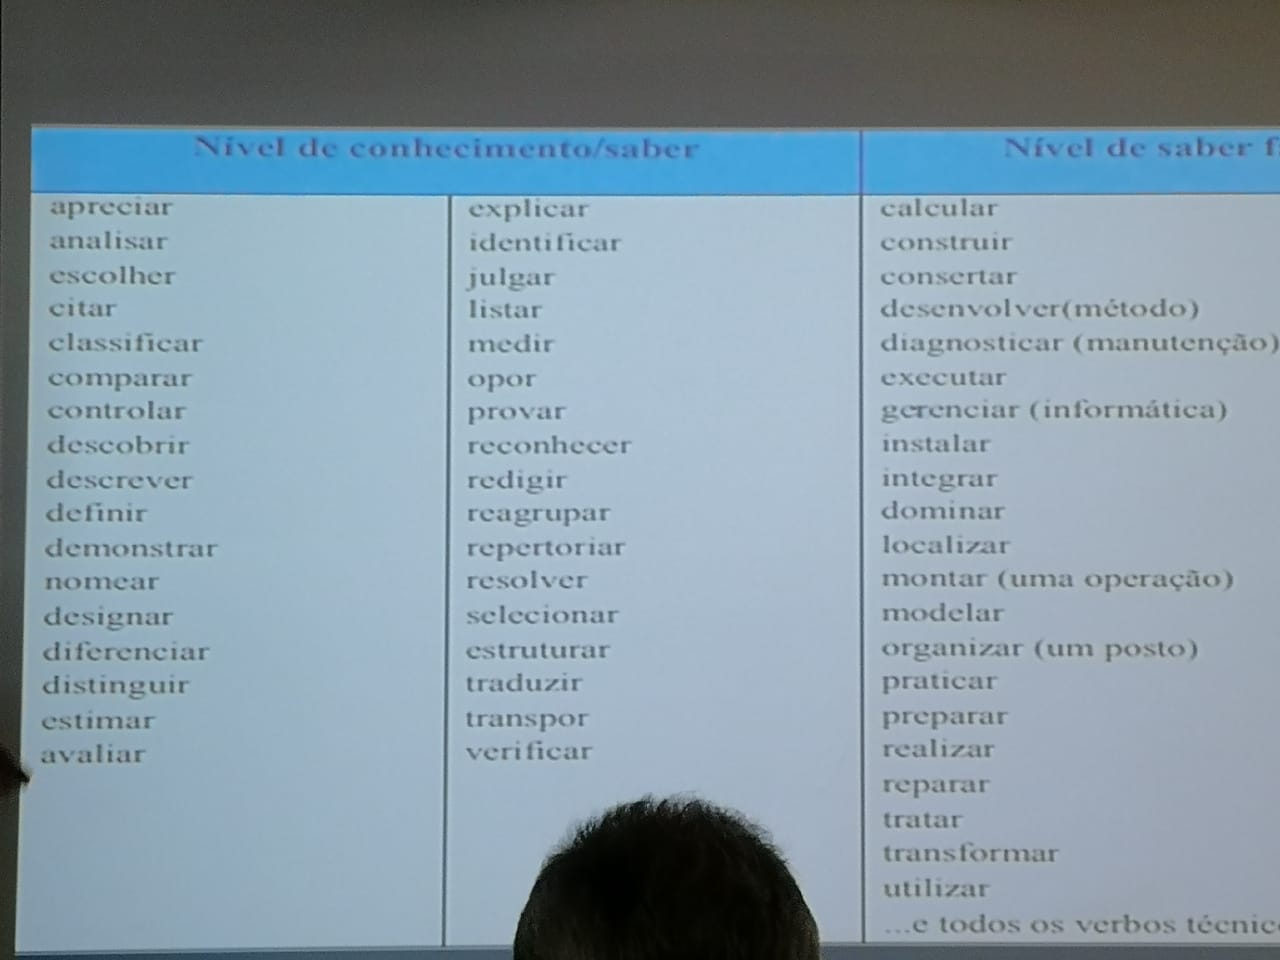 Nível de conhecimento/saber
apreciar
analisar
escolher
citar
classificar
comparar
controlar
descobrir
descrever
definir
demonstrar
nomear
designar
diferenciar
distinguir
estimar
avaliar
explicar
identificar
julgar
listar
medir
opor
provar
reconhecer
redigir
reagrupar
repertoriar
resolver
selecionar
estruturar
traduzir
transpor
verificar
Nível de saber f
calcular
construir
consertar
desenvolver(método)
diagnosticar (manutenção)
executar
gerenciar (informática)
instalar
integrar
dominar
localizar
montar (uma operação)
modelar
organizar (um posto)
praticar
preparar
realizar
reparar
tratar
transformar
utilizar
...e todos os verbos técnic